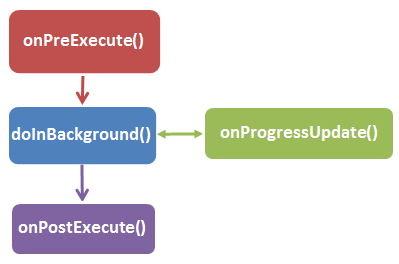 onPreExecute()
doInBackground()
onProgressUpdate()
onPostExecute()